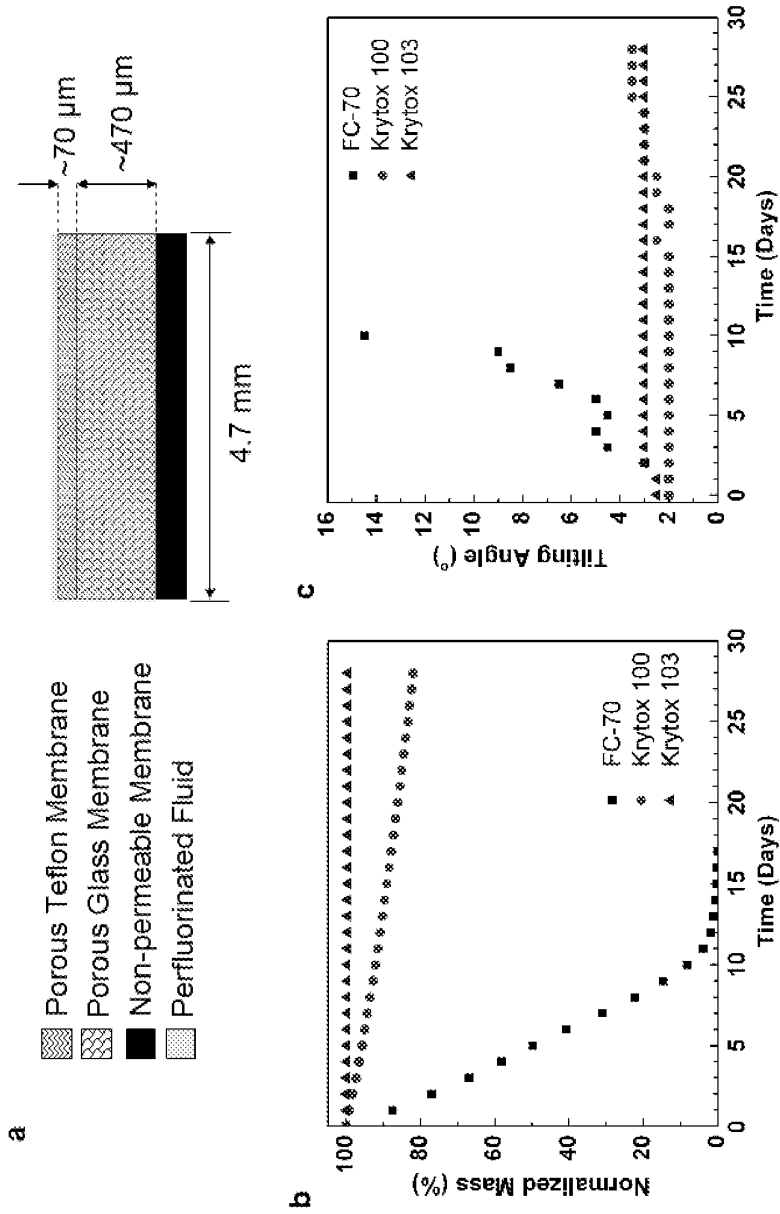 a
Porous Teflon Membrane
Porous Glass Membrane
Non-permeable Membrane
Perfluorinated Fluid
~70 µm
~470 µm
4.7 mm
b
Normalized Mass (%)
100
80
60
40
20
0
FC-70
Krytox 100
Krytox 103
0 5 10 15 20 25 30
Time (Days)
c
Tilting Angle (°)
16
14
12
10
8
6
4
2
0
FC-70
Krytox 100
Krytox 103
0 5 10 15 20 25 30
Time (Days)